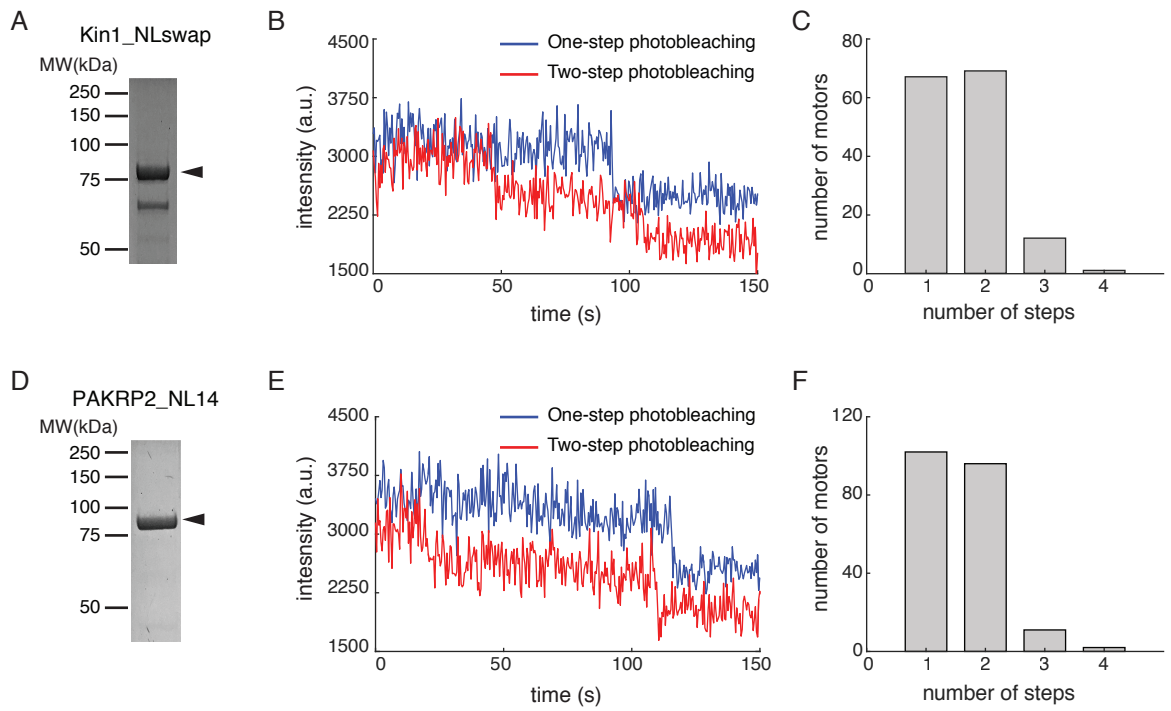 A
Kin1_NLswap
MW(kDa)
250
150
100
75
50
B
4500
3750
3000
2250
1500
intesnsity (a.u.)
One-step photobleaching
Two-step photobleaching
0
50
100
150
time (s)
C
80
60
40
20
0
number of motors
0
1
2
3
4
number of steps
D
PAKRP2_NL14
MW(kDa)
250
150
100
75
50
E
4500
3750
3000
2250
1500
intesnsity (a.u.)
One-step photobleaching
Two-step photobleaching
0
50
100
150
time (s)
F
120
80
40
0
number of motors
0
1
2
3
4
number of steps